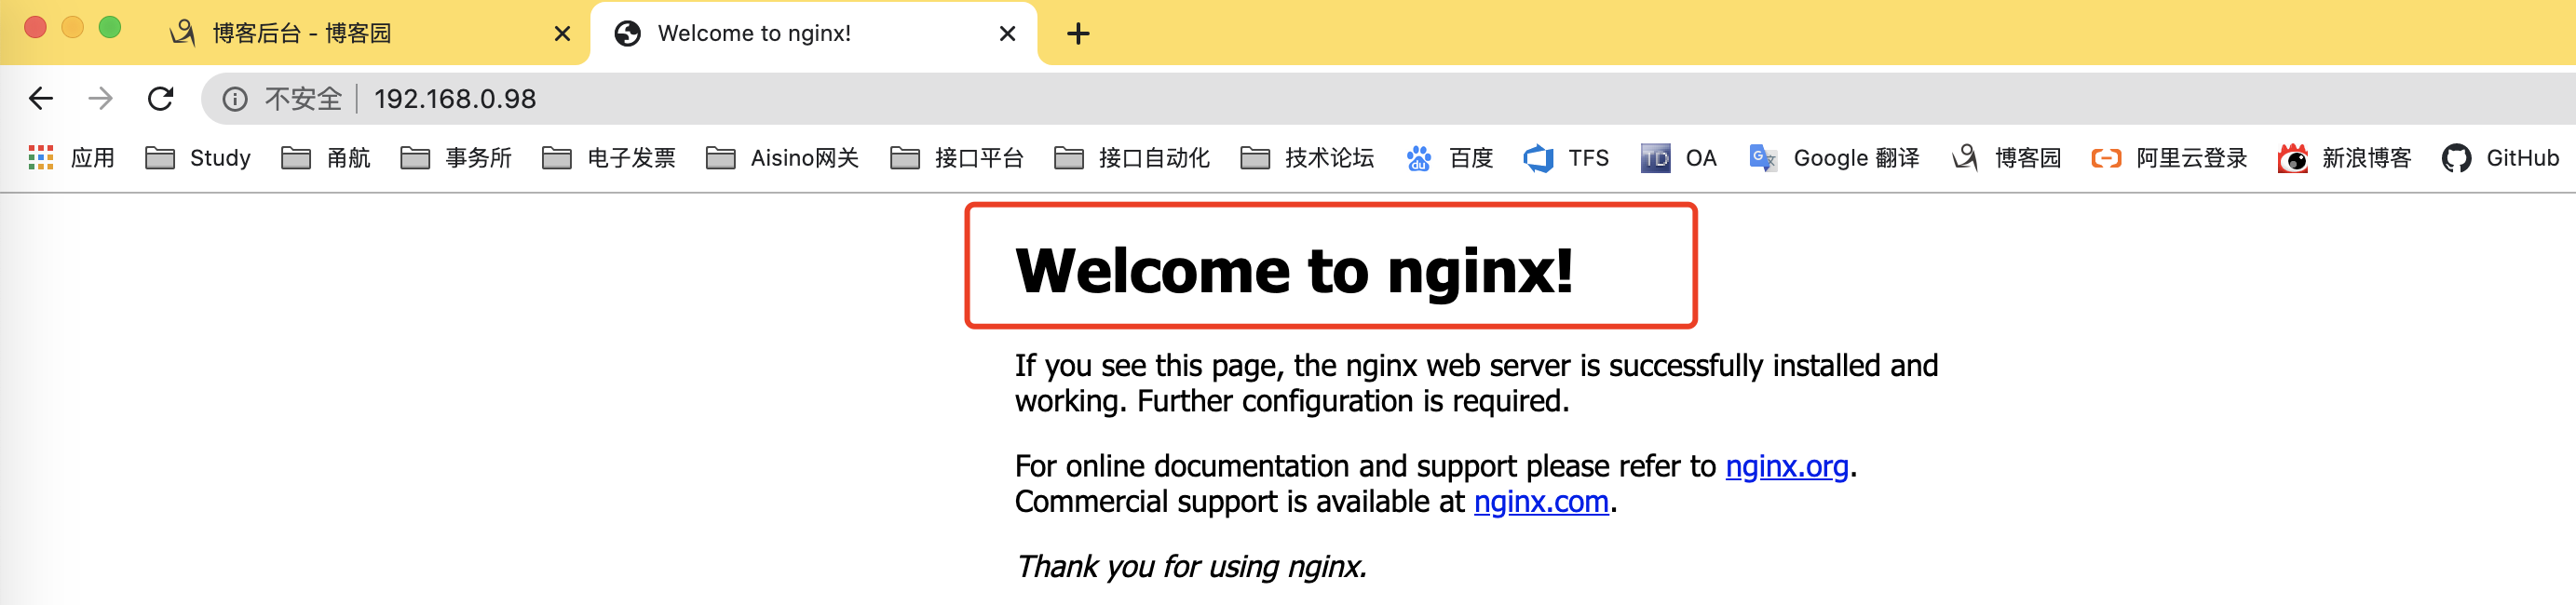 博客后台 - 博客园
Welcome to nginx!
不安全 192.168.0.98
应用 Study 甬航 事务所 电子发票 Aisino网关 接口平台 接口自动化 技术论坛 百度 TFS OA Google 翻译 博客园 阿里云登录 新浪博客 GitHub
Welcome to nginx!
If you see this page, the nginx web server is successfully installed and
working. Further configuration is required.
For online documentation and support please refer to nginx.org.
Commercial support is available at nginx.com.
Thank you for using nginx.